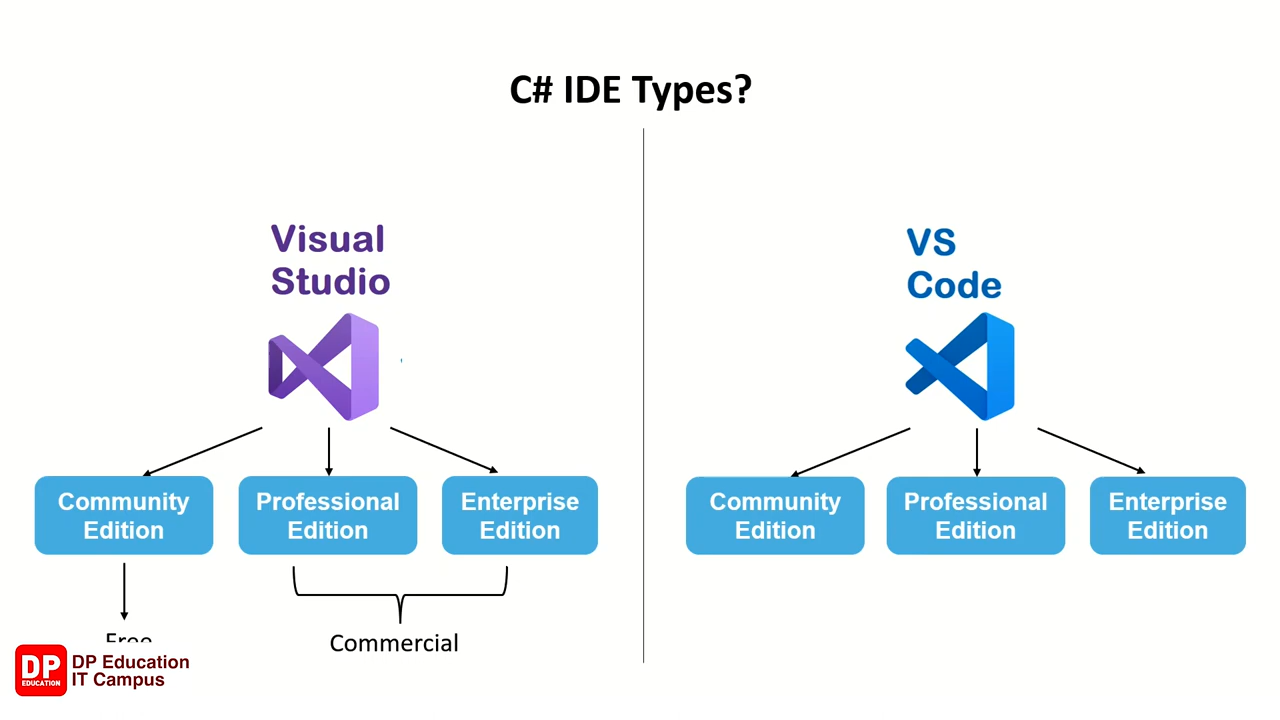 C# IDE Types?
Visual
Studio
Community
Edition
Professional
Edition
Enterprise
Edition
Free
Commercial
VS
Code
Community
Edition
Professional
Edition
Enterprise
Edition
DP
EDUCATION
DP Education
IT Campus